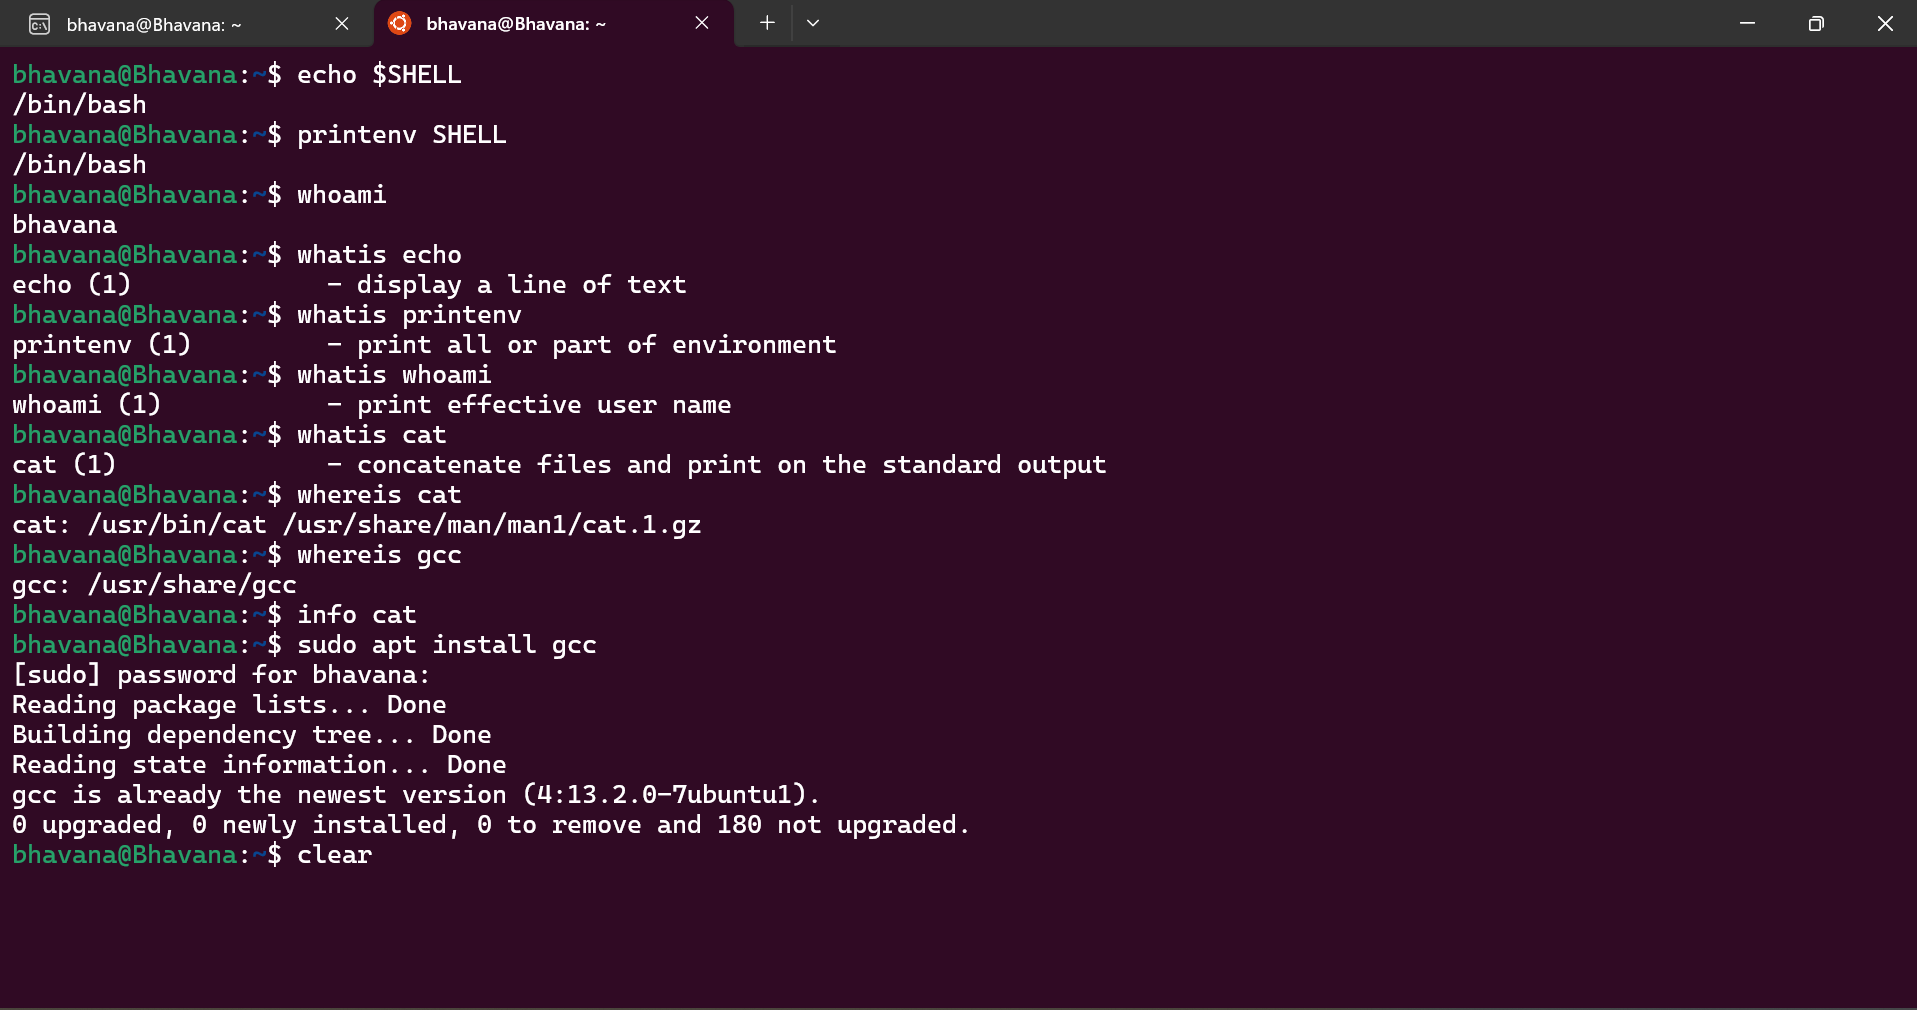 bhavana@Bhavana: ~
bhavana@Bhavana: ~
bhavana@Bhavana:~$ echo $SHELL
/bin/bash
bhavana@Bhavana:~$ printenv SHELL
/bin/bash
bhavana@Bhavana:~$ whoami
bhavana
bhavana@Bhavana:~$ whatis echo
echo (1)             - display a line of text
bhavana@Bhavana:~$ whatis printenv
printenv (1)         - print all or part of environment
bhavana@Bhavana:~$ whatis whoami
whoami (1)           - print effective user name
bhavana@Bhavana:~$ whatis cat
cat (1)              - concatenate files and print on the standard output
bhavana@Bhavana:~$ whereis cat
cat: /usr/bin/cat /usr/share/man/man1/cat.1.gz
bhavana@Bhavana:~$ whereis gcc
gcc: /usr/share/gcc
bhavana@Bhavana:~$ info cat
bhavana@Bhavana:~$ sudo apt install gcc
[sudo] password for bhavana:
Reading package lists... Done
Building dependency tree... Done
Reading state information... Done
gcc is already the newest version (4:13.2.0-7ubuntu1).
0 upgraded, 0 newly installed, 0 to remove and 180 not upgraded.
bhavana@Bhavana:~$ clear